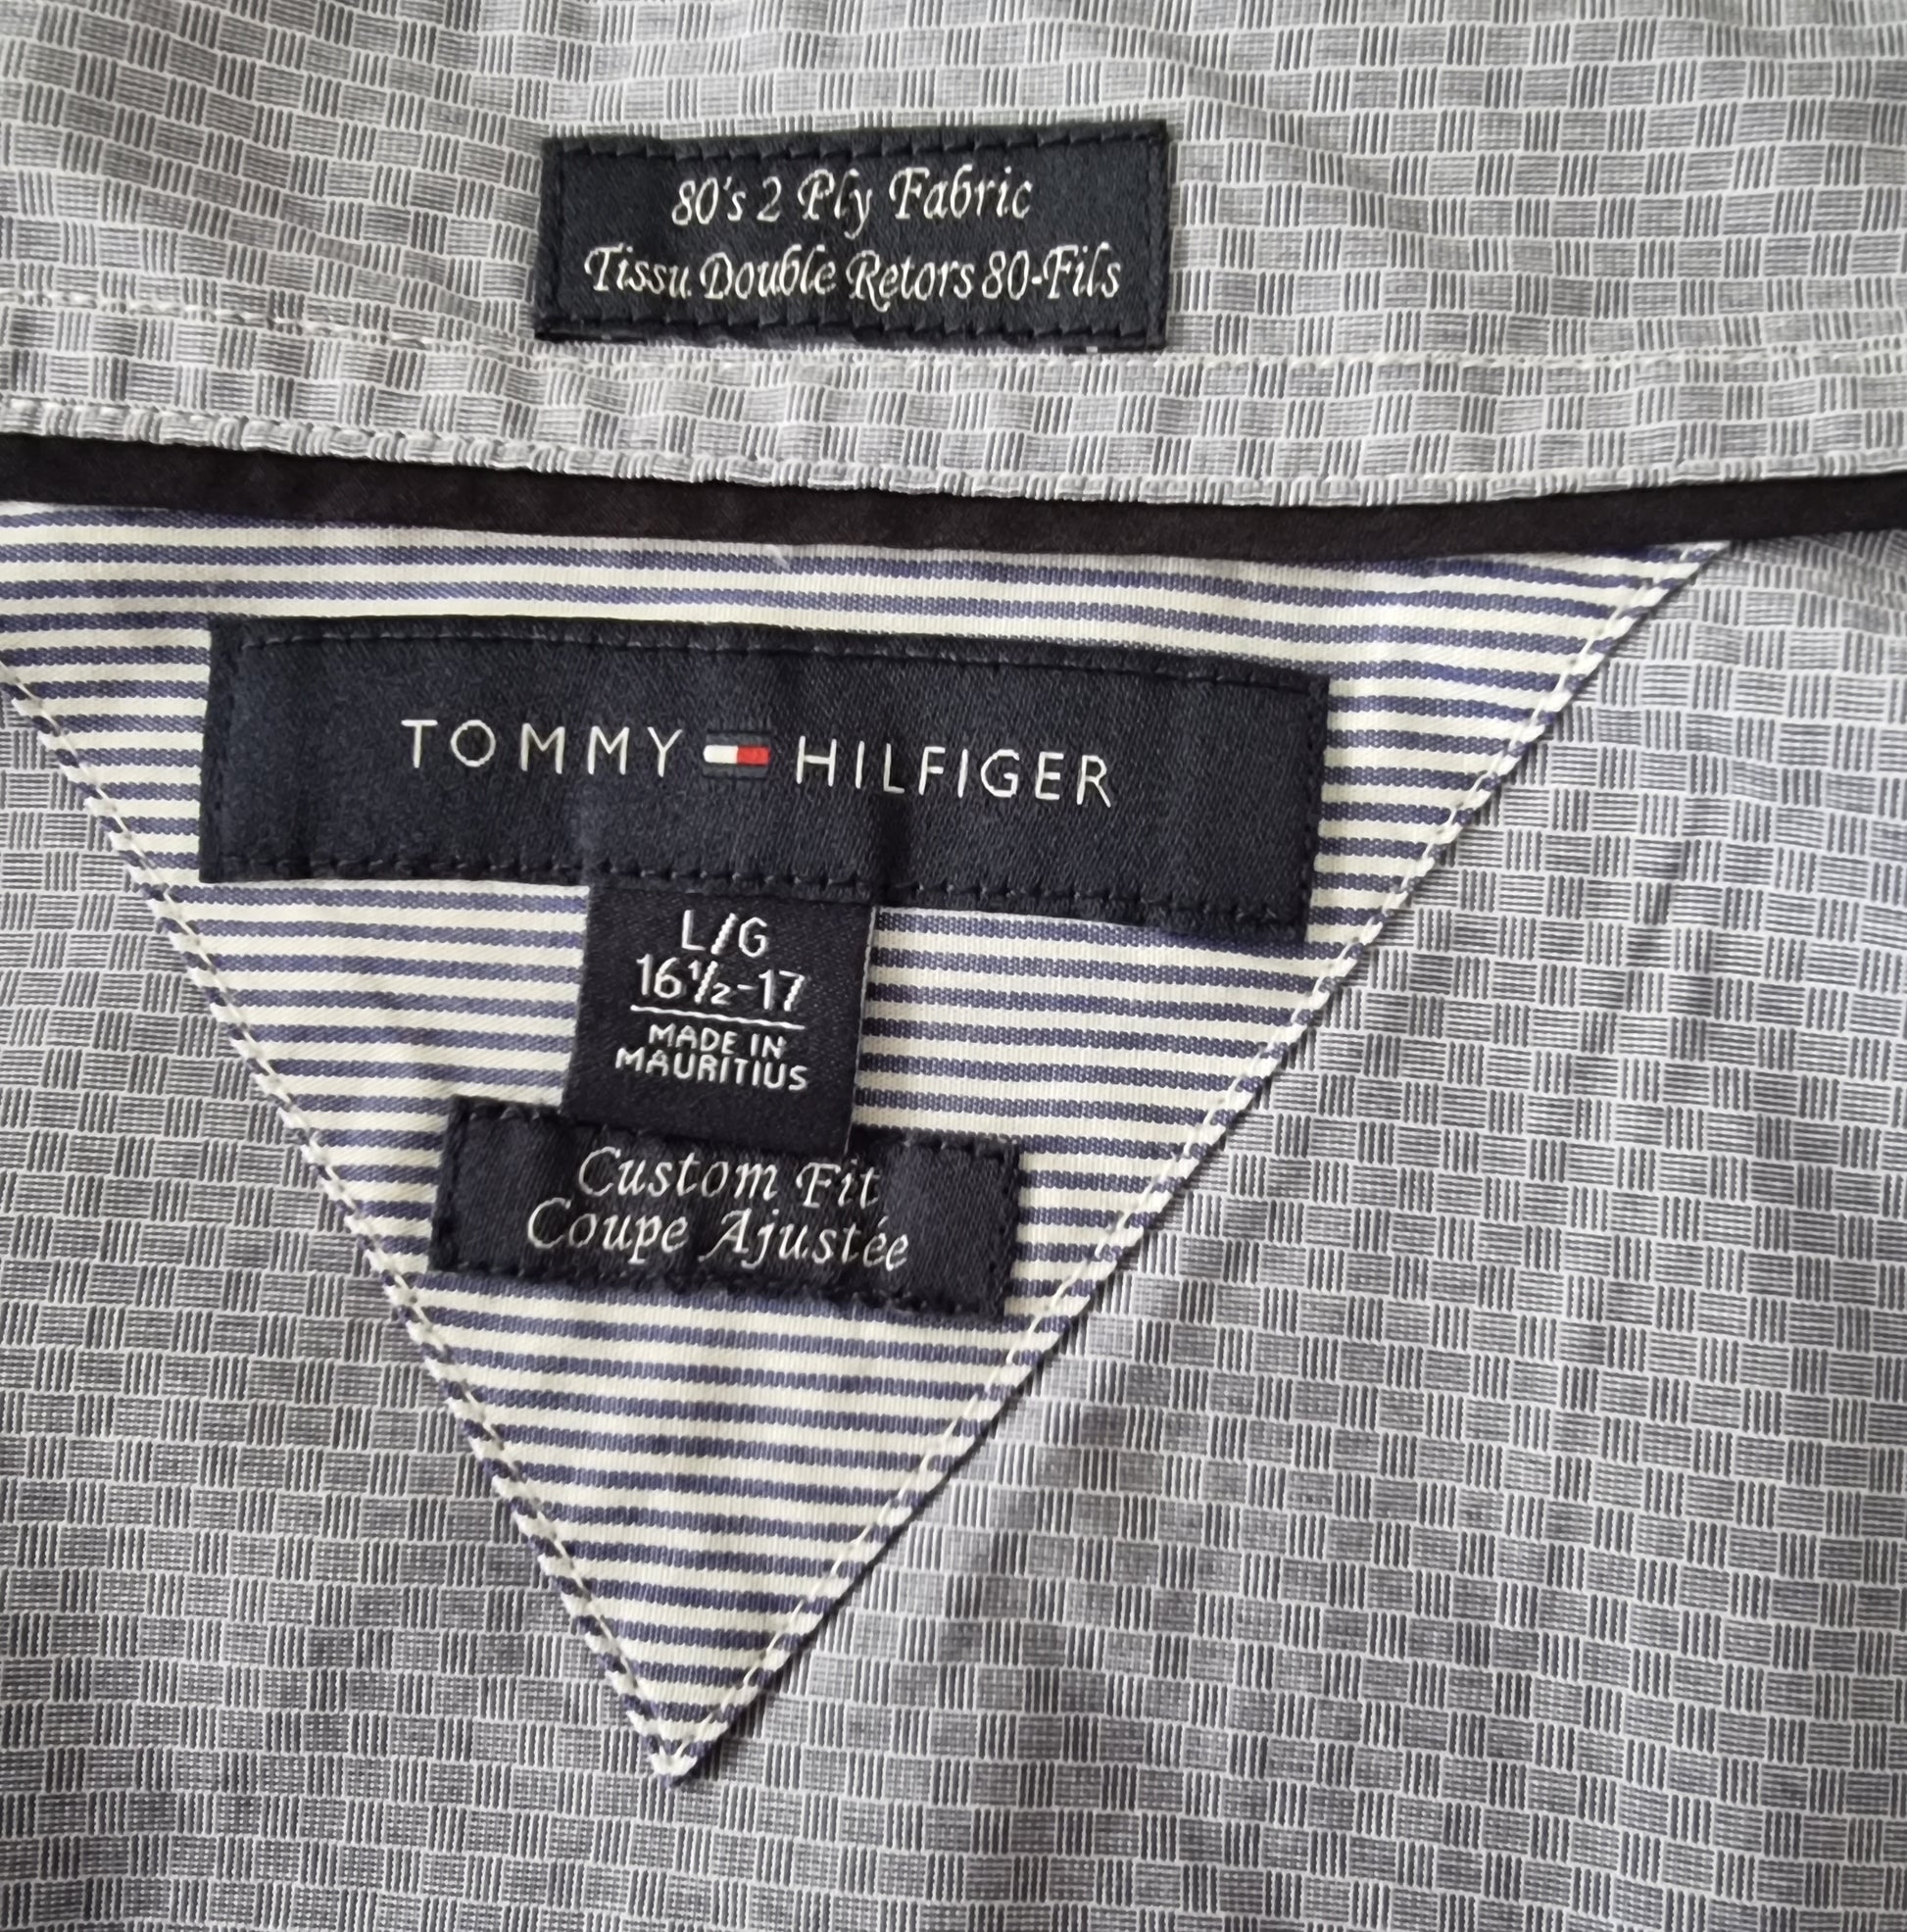 80's 2 Ply Fabric
Tissu Double Retors 80-Fils
TOMMY HILFIGER
L/G
16½-17
MADE IN
MAURITIUS
Custom Fit
Coupe Ajustée